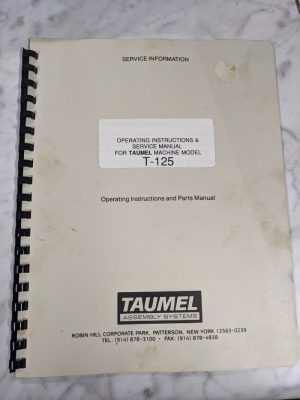 SERVICE INFORMATION
OPERATING INSTRUCTIONS &
SERVICE MANUAL
FOR TAUMEL MACHINE MODEL
T-125
Operating Instructions and Parts Manual
TAUMEL
ASSEMBLY SYSTEMS
ROBIN HILL CORPORATE PARK, PATTERSON, NEW YORK 12563-0239
TEL (914) 878-3100 · FAX (914) 878-4838